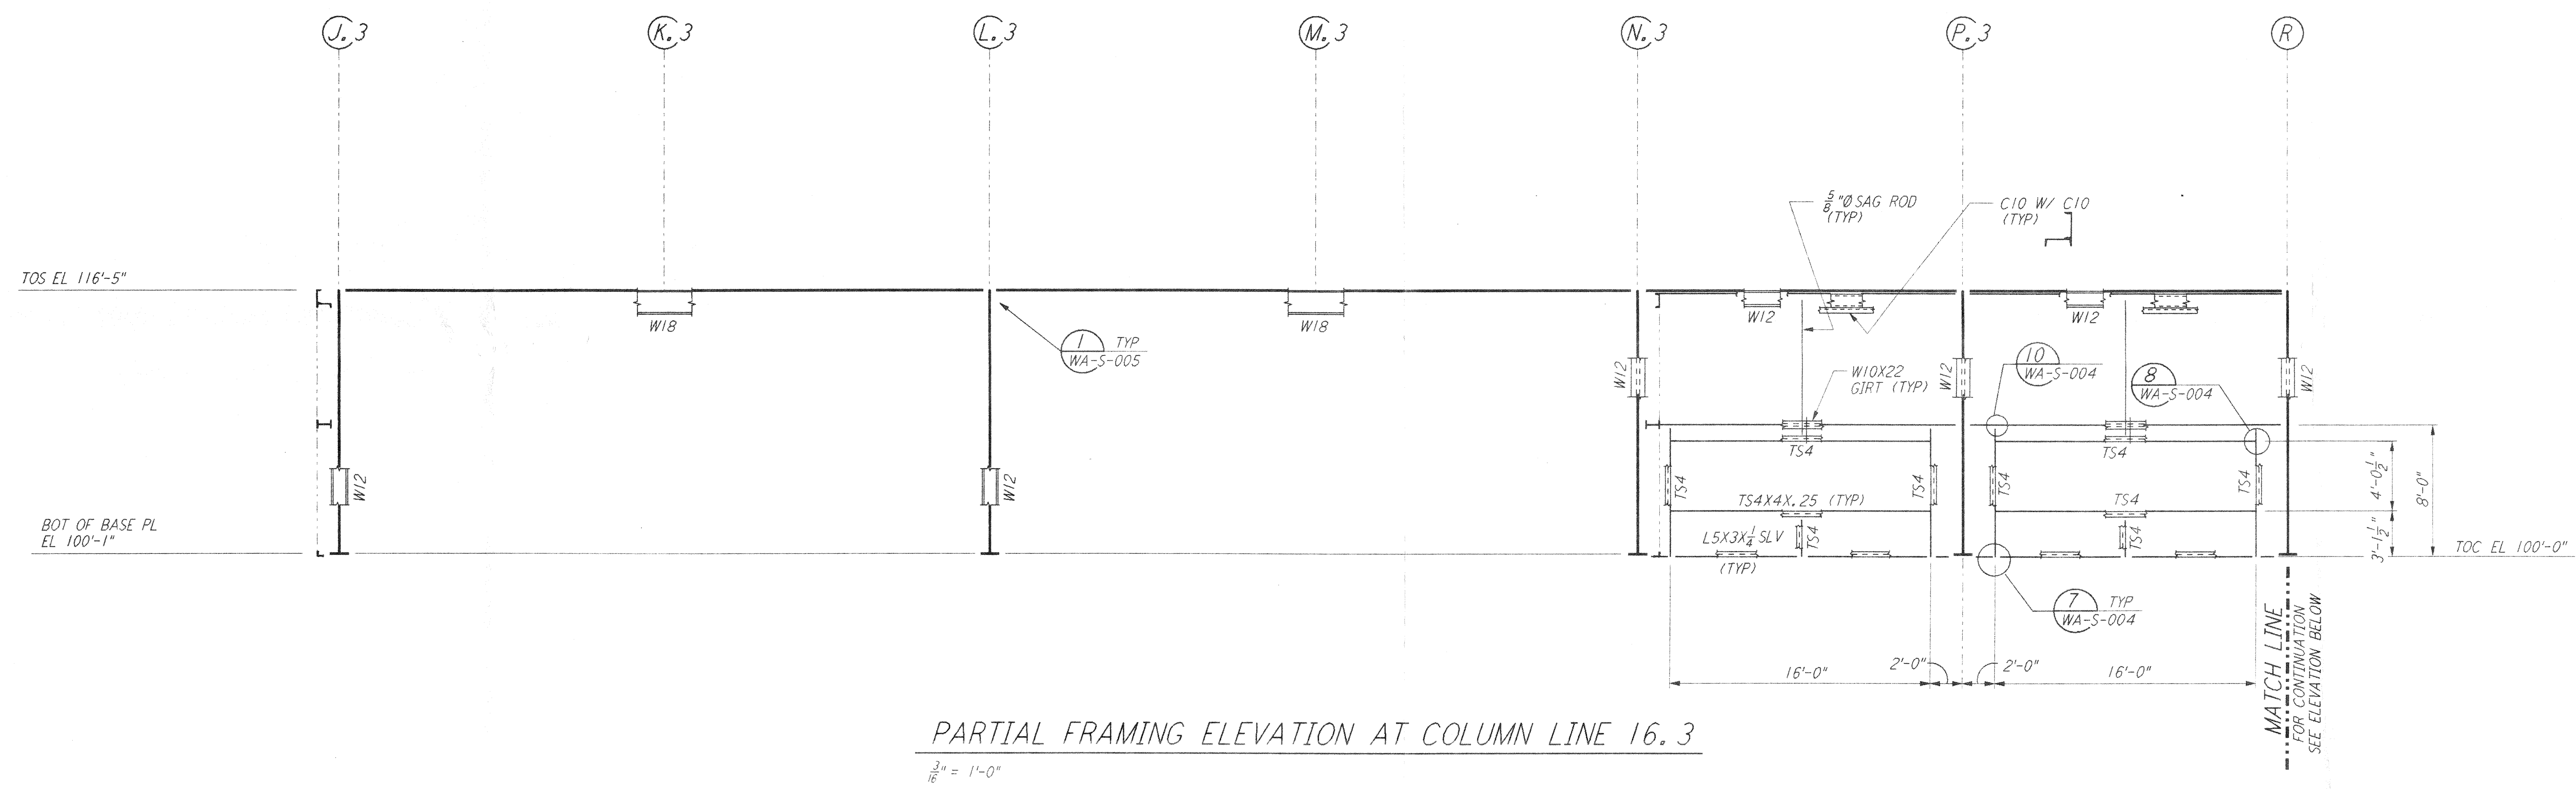 J.3
K.3
L.3
M.3
N.3
P.3
R
5/8"Ø SAG ROD
(TYP)
C10 W/ C10
(TYP)
TOS EL 116'-5"
W18
W18
W12
W12
1 TYP
WA-S-005
10
WA-S-004
8
WA-S-004
W12
W12
W12
W10X22
GIRT (TYP)
W12
W12
TS4
TS4
TS4
TS4
TS4
TS4
TS4X4X.25 (TYP)
TS4
4'-0 1/2"
8'-0"
BOT OF BASE PL
EL 100'-1"
L5X3X1/4 SLV
(TYP)
TS4
TS4
3'-1 1/2"
TOC EL 100'-0"
7 TYP
WA-S-004
16'-0"
2'-0"
2'-0"
16'-0"
MATCH LINE
FOR CONTINUATION
SEE ELEVATION BELOW
PARTIAL FRAMING ELEVATION AT COLUMN LINE 16.3
3/16" = 1'-0"